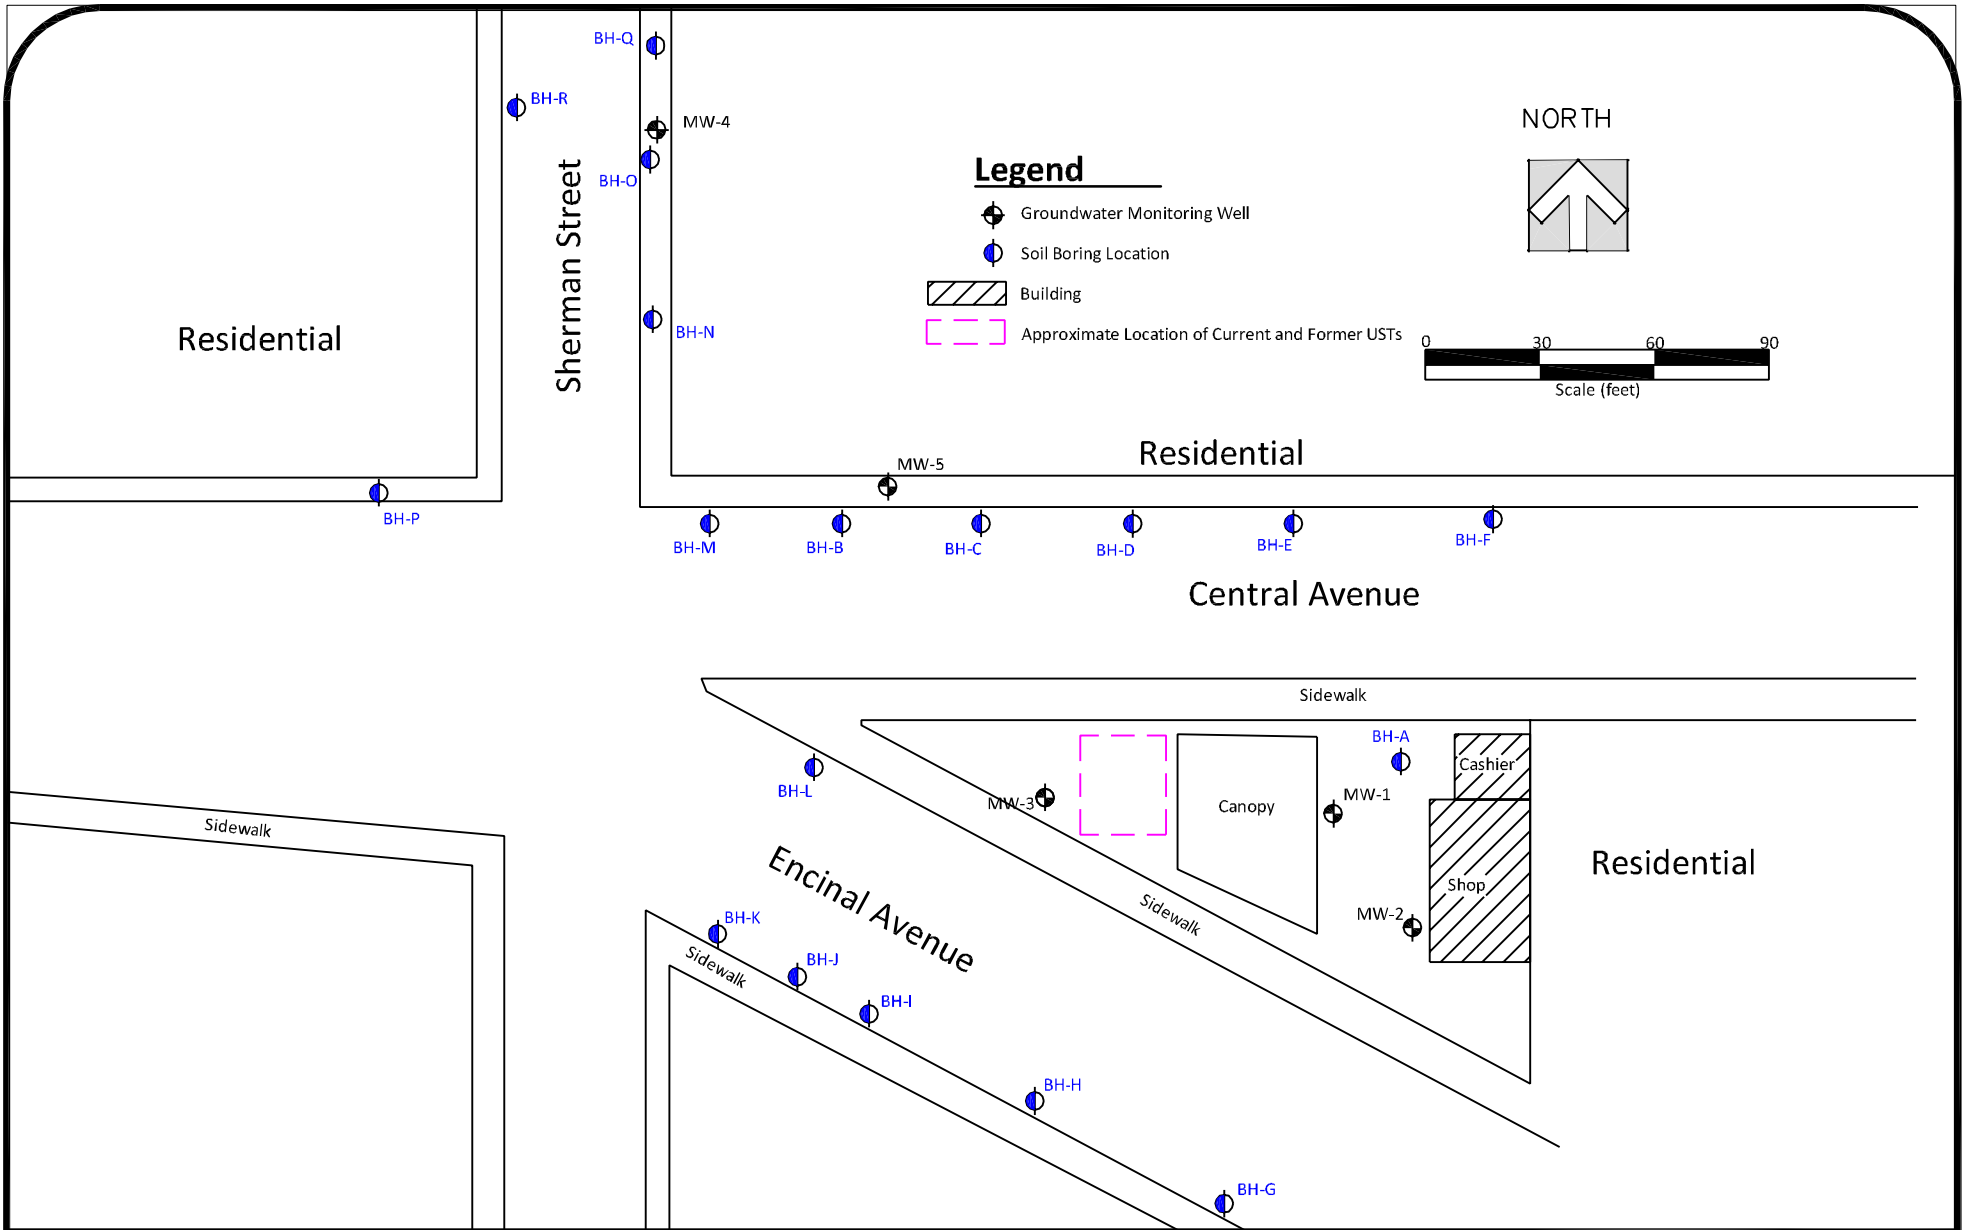 BH-Q
BH-R
MW-4
NORTH
BH-O
Legend
Groundwater Monitoring Well
Soil Boring Location
Building
Approximate Location of Current and Former USTs
Sherman Street
BH-N
Residential
0 30 60 90
Scale (feet)
Residential
MW-5
BH-P
BH-M
BH-B
BH-C
BH-D
BH-E
BH-F
Central Avenue
Sidewalk
BH-A
Cashier
BH-L
MW-3
MW-1
Canopy
Sidewalk
Encinal Avenue
Residential
Shop
MW-2
Sidewalk
BH-K
Sidewalk
BH-J
BH-I
BH-H
BH-G